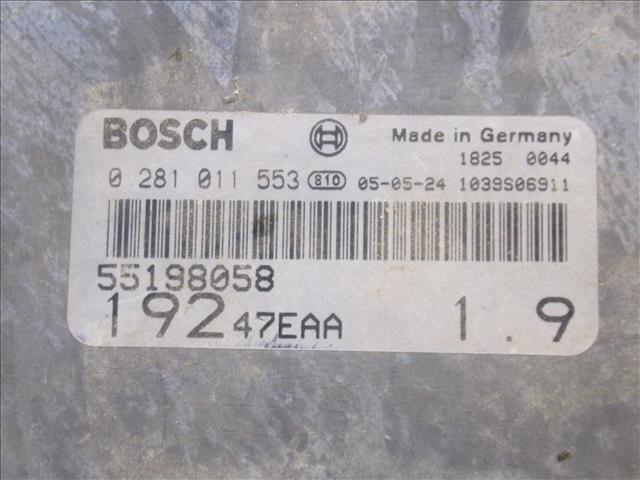 BOSCH Made in Germany
1825 0044
0 281 011 553 810 05-05-24 1039S06911
55198058
192 47EAA 1.9